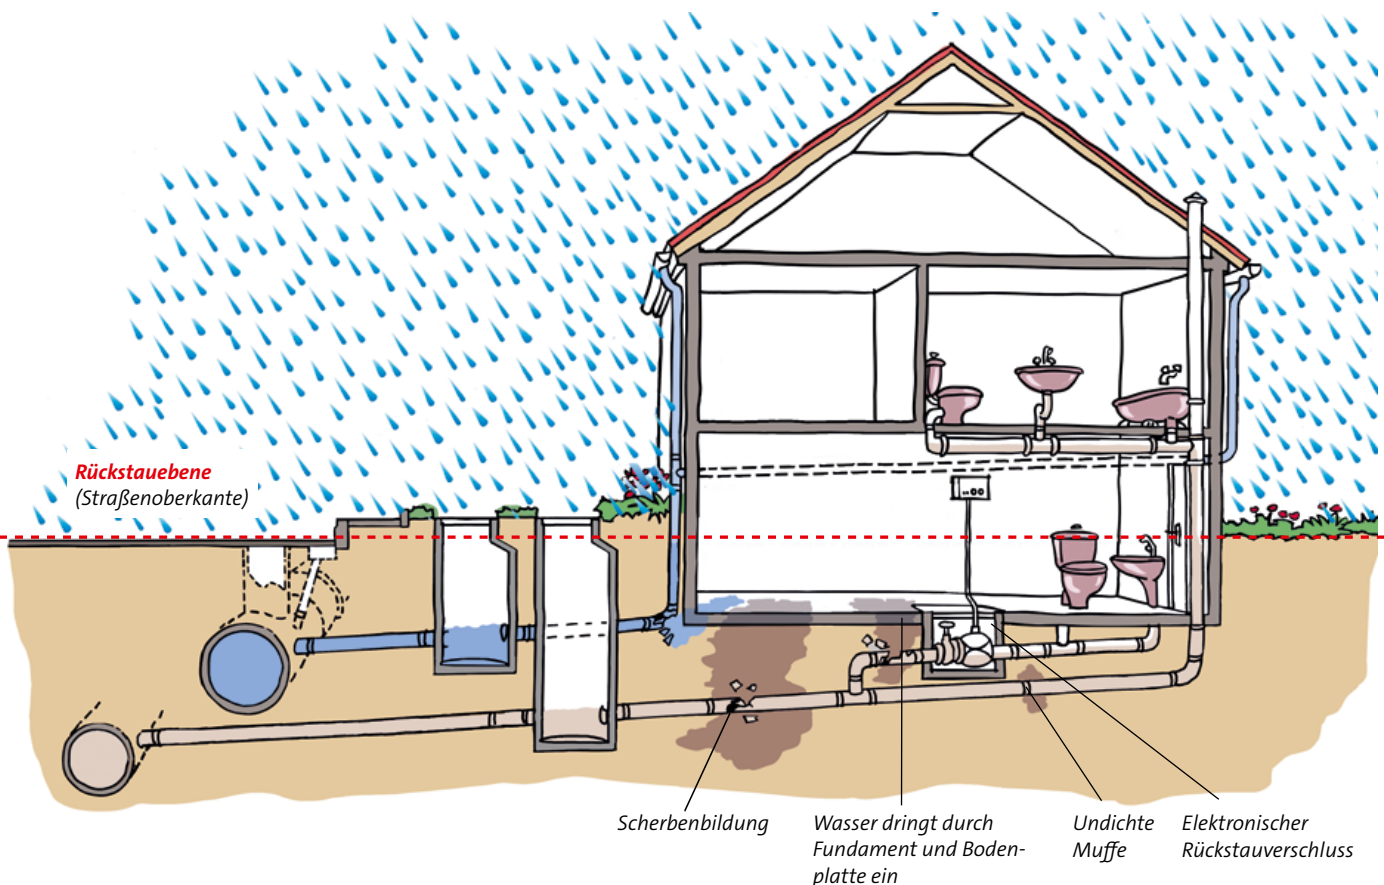 Rückstauebene
(Straßenoberkante)
Scherbenbildung
Wasser dringt durch
Fundament und Boden-
platte ein
Undichte
Muffe
Elektronischer
Rückstauverschluss